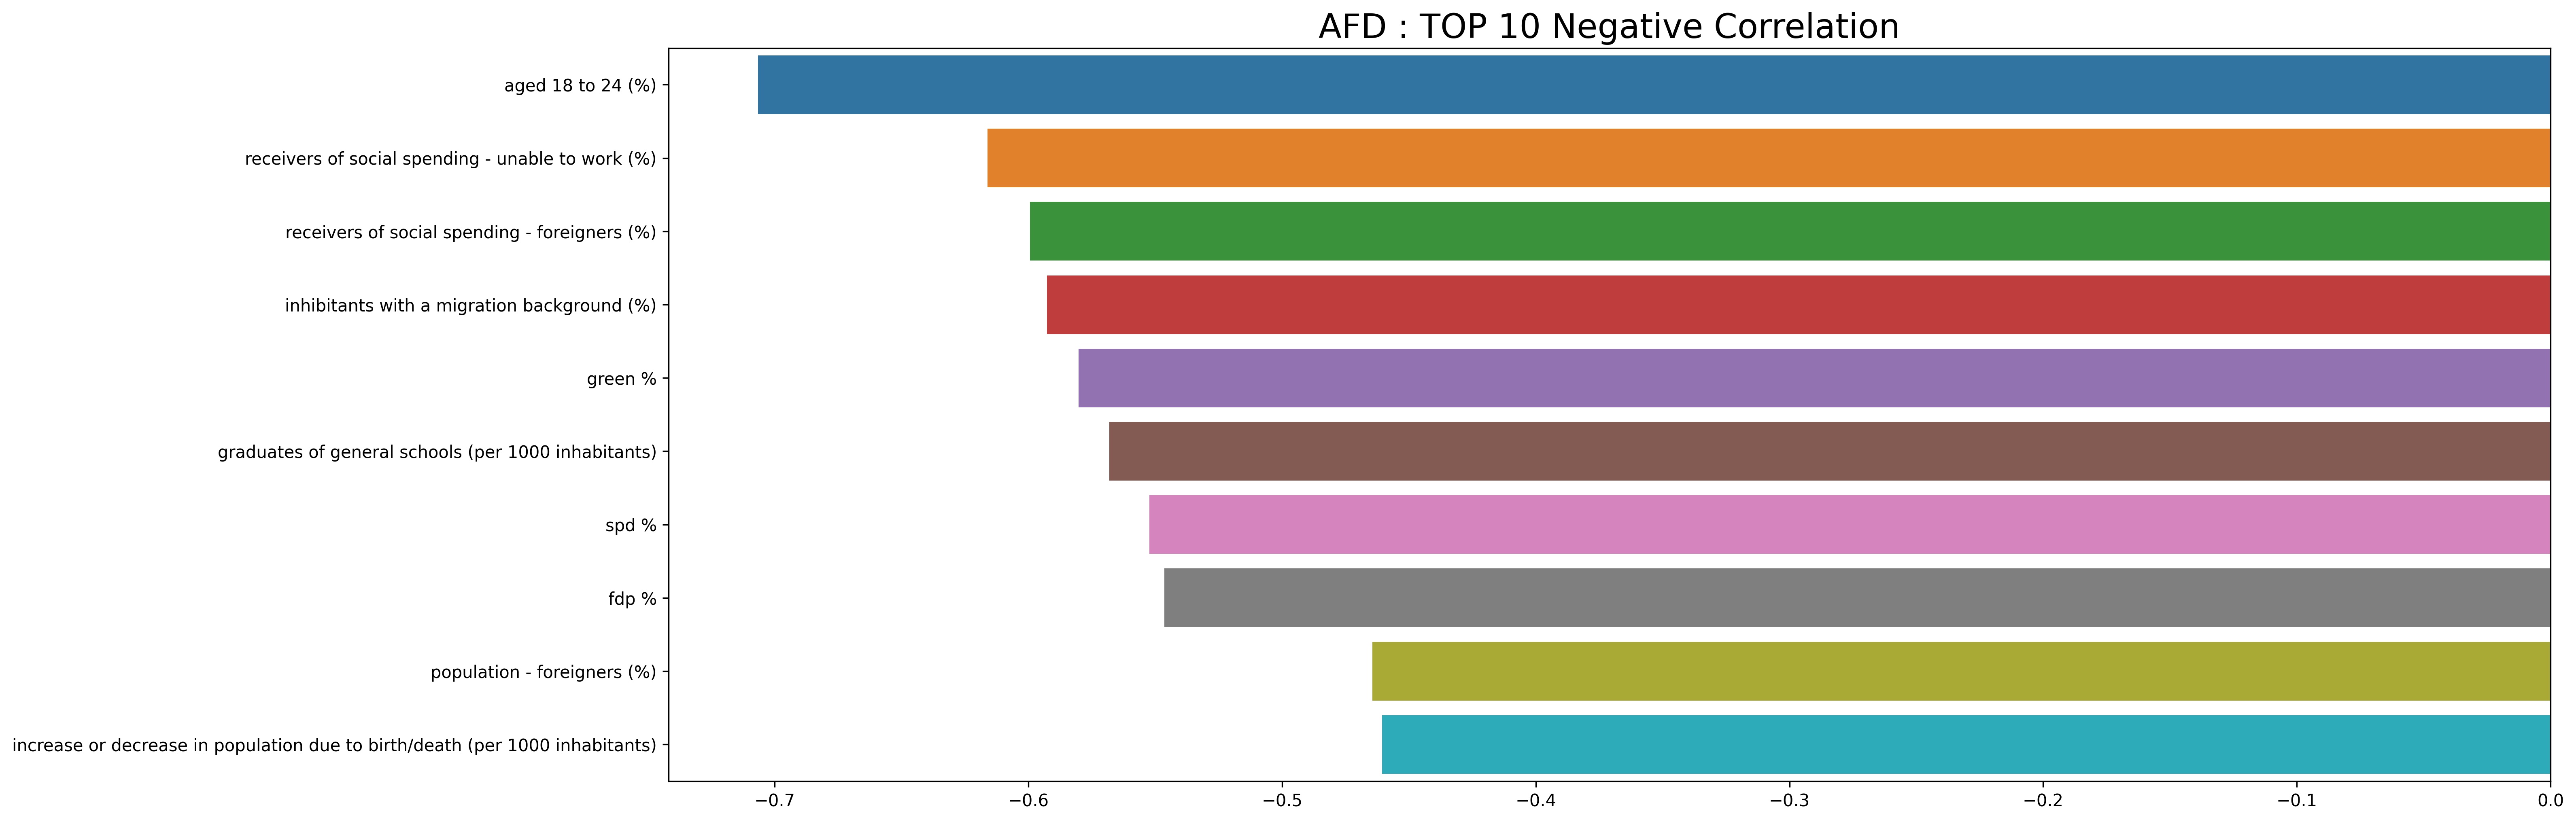 AFD : TOP 10 Negative Correlation
aged 18 to 24 (%)
receivers of social spending - unable to work (%)
receivers of social spending - foreigners (%)
inhibitants with a migration background (%)
green %
graduates of general schools (per 1000 inhabitants)
spd %
fdp %
population - foreigners (%)
increase or decrease in population due to birth/death (per 1000 inhabitants)
−0.7 −0.6 −0.5 −0.4 −0.3 −0.2 −0.1 0.0